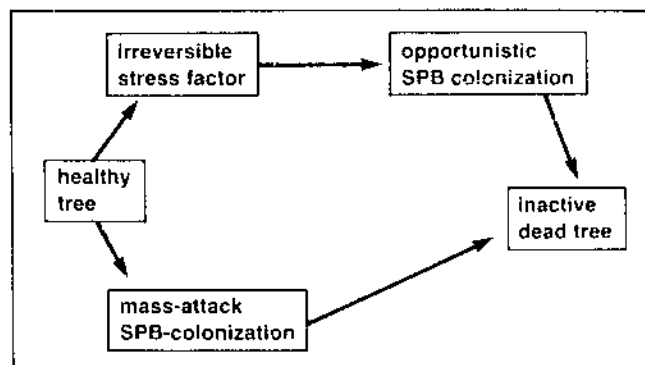 irreversible
stress factor
opportunistic
SPB colonization
healthy
tree
inactive
dead tree
mass-attack
SPB-colonization